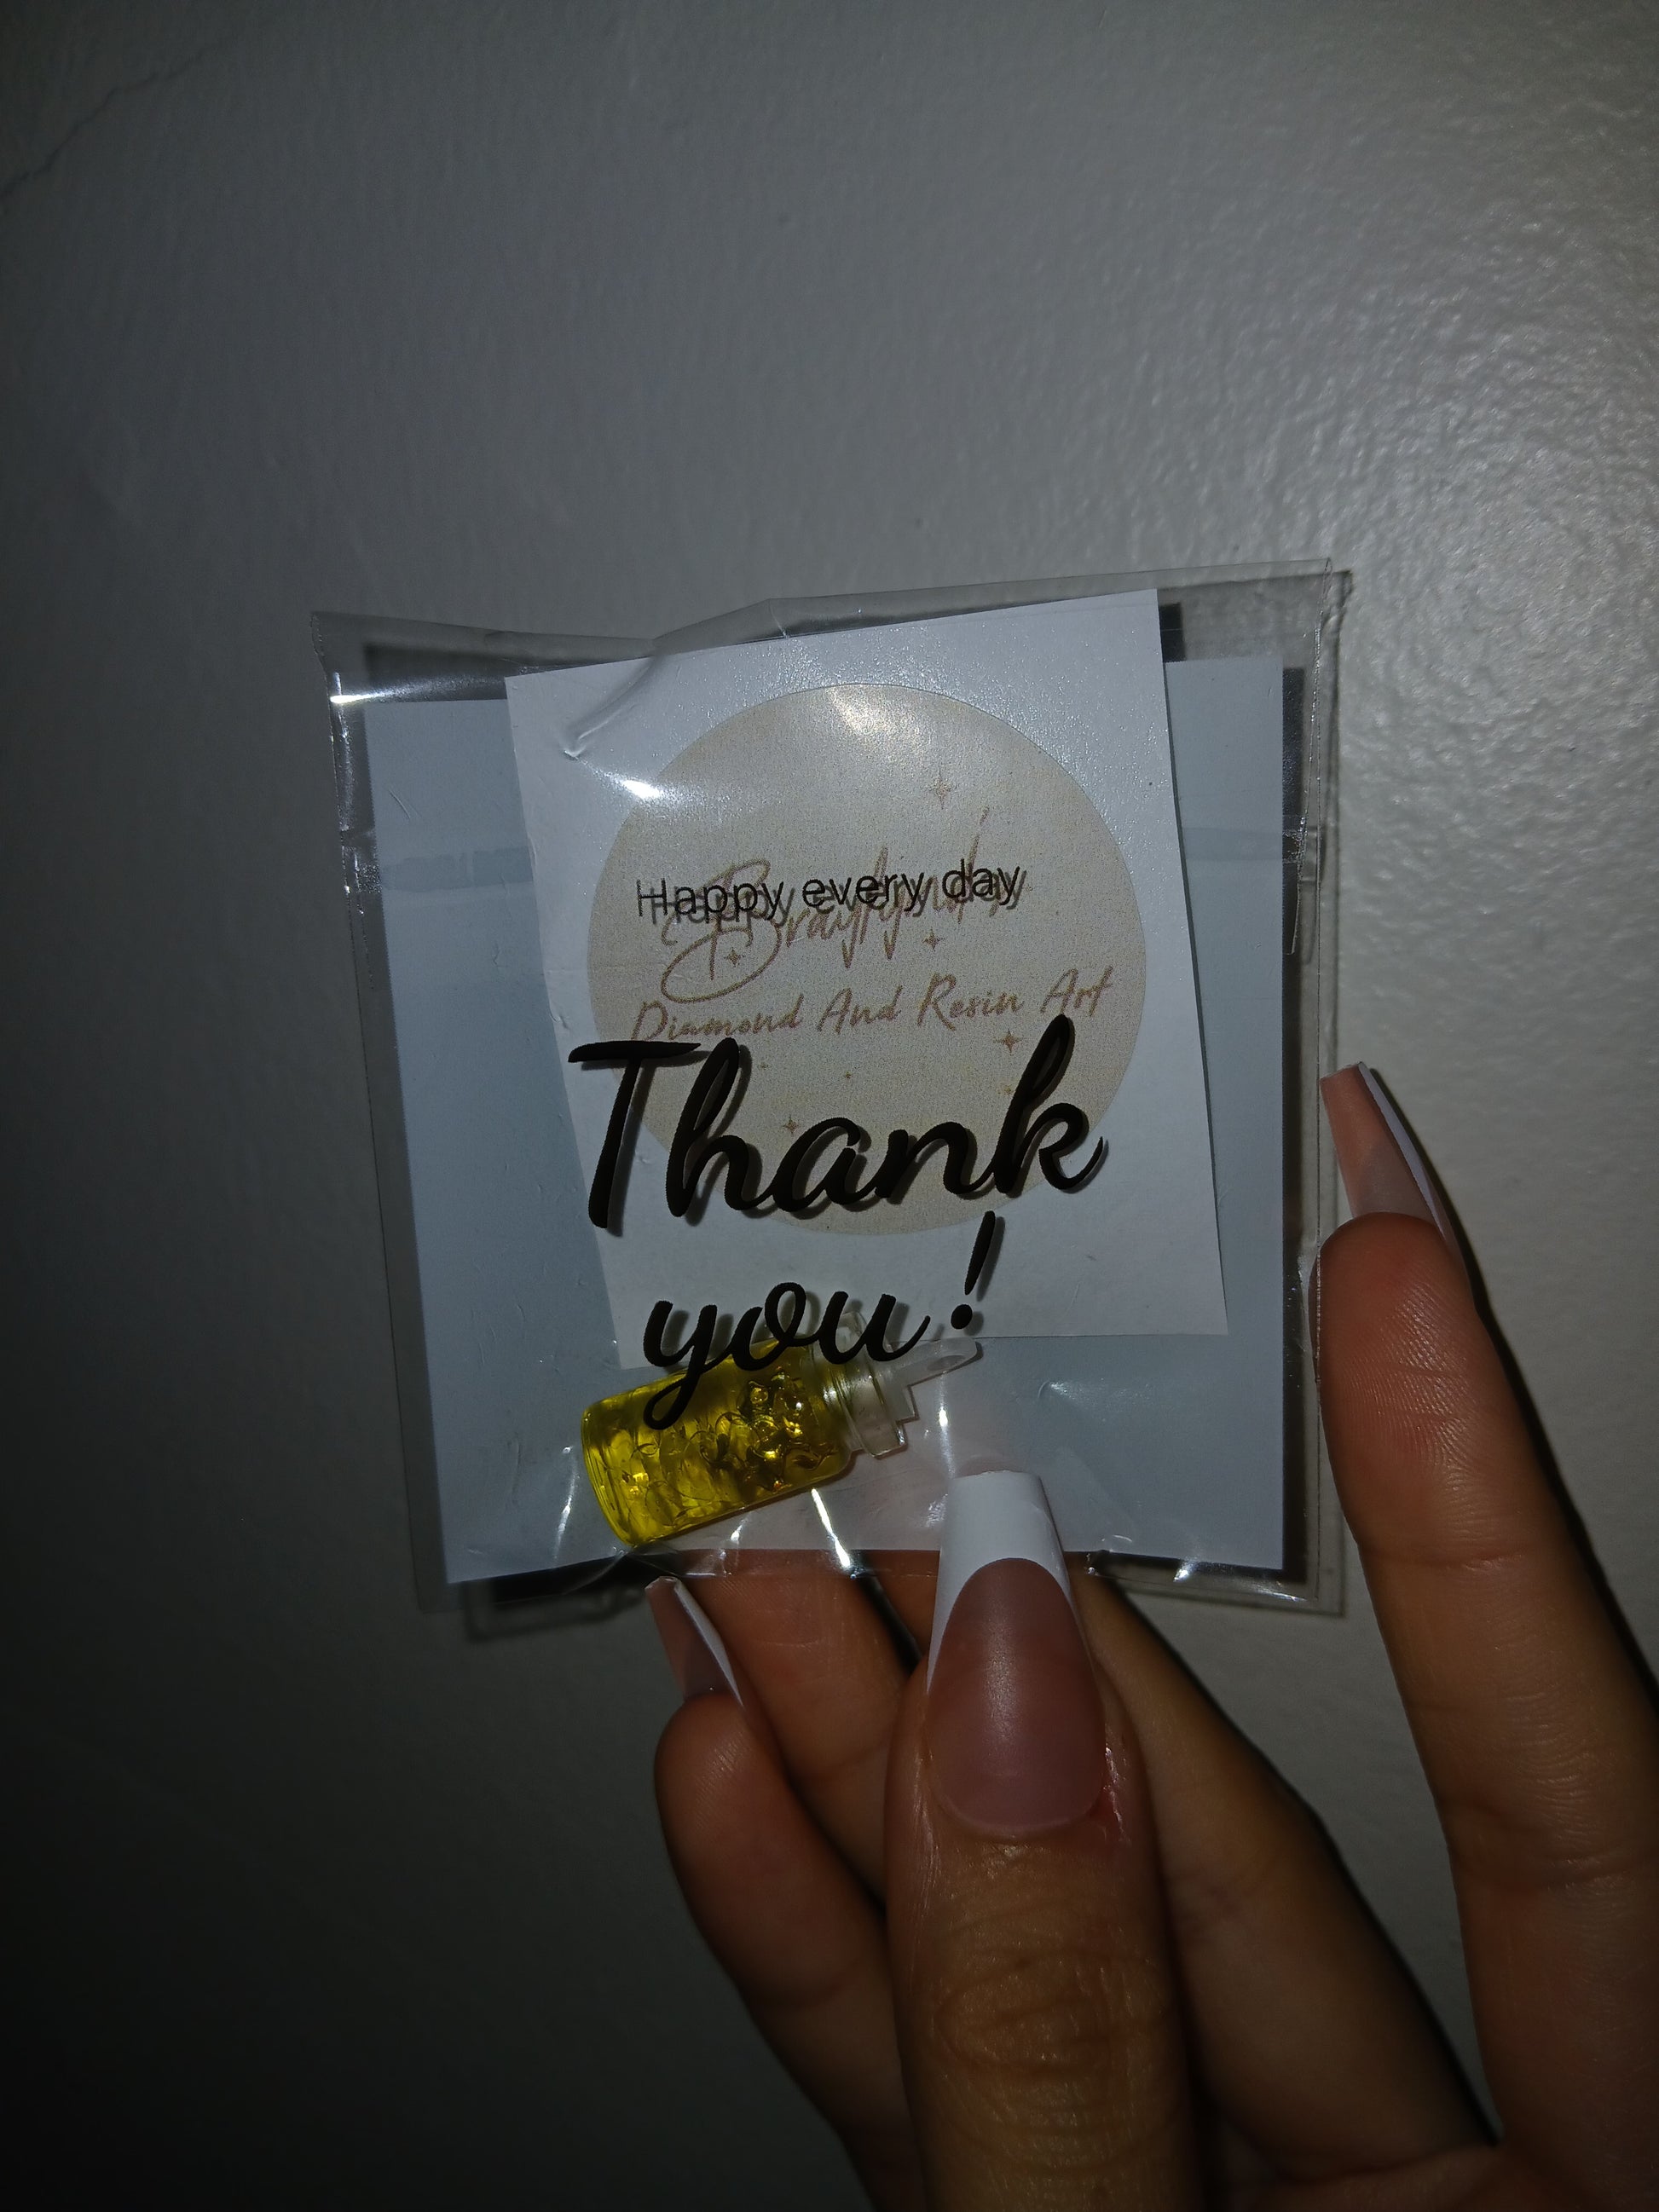 Happy every day
Diamond And Resin Art
Thank
you!